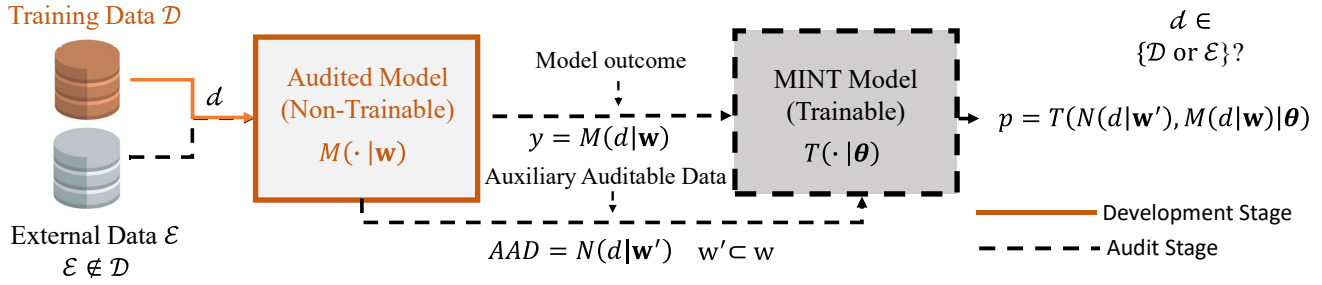 Training Data 𝒟
d
External Data ℰ
ℰ ∉ 𝒟
Audited Model
(Non-Trainable)
M(· |𝐰)
Model outcome
y = M(d|𝐰)
Auxiliary Auditable Data
AAD = N(d|𝐰′) w′⊂ w
MINT Model
(Trainable)
T(· |𝜽)
d ∈
{𝒟 or ℰ}?
p = T(N(d|𝐰′), M(d|𝐰)|𝜽)
Development Stage
Audit Stage